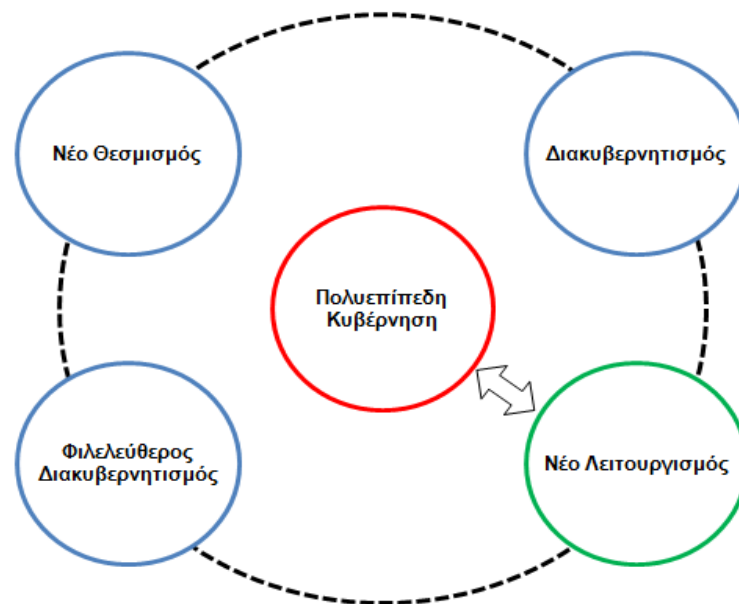 Νέο Θεσμισμός
Διακυβερνητισμός
Πολυεπίπεδη
Κυβέρνηση
Φιλελεύθερος
Διακυβερνητισμός
Νέο Λειτουργισμός